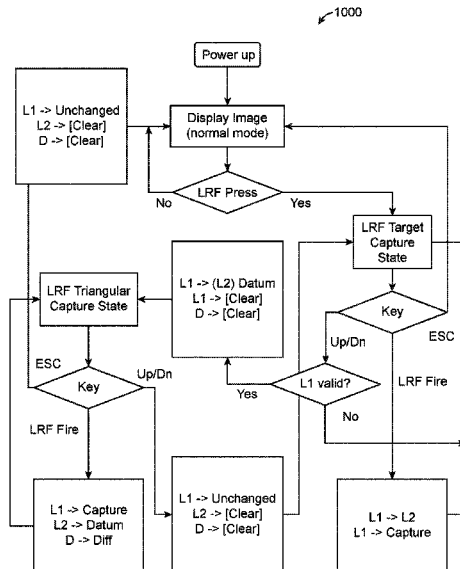 1000
Power up
L1 -> Unchanged
L2 -> [Clear]
D -> [Clear]
Display Image
(normal mode)
LRF Press
No
Yes
LRF Target
Capture
State
L1 -> (L2) Datum
L1 -> [Clear]
D -> [Clear]
LRF Triangular
Capture State
Key
ESC
Up/Dn
LRF Fire
L1 valid?
Yes
No
ESC
Key
Up/Dn
LRF Fire
L1 -> Capture
L2 -> Datum
D -> Diff
L1 -> Unchanged
L2 -> [Clear]
D -> [Clear]
L1 -> L2
L1 -> Capture